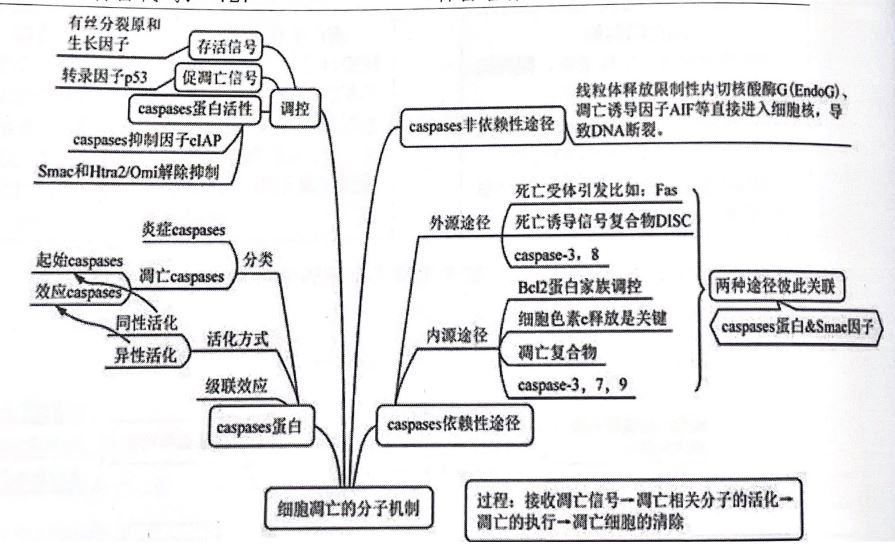 有丝分裂原和
生长因子
存活信号
转录因子p53
促凋亡信号
caspases蛋白活性
调控
caspases抑制因子cIAP
Smac和Htra2/Omi解除抑制
caspases非依赖性途径
线粒体释放限制性内切核酸酶G(EndoG)、
凋亡诱导因子AIF等直接进入细胞核，导
致DNA断裂。
炎症caspases
起始caspases
凋亡caspases
分类
效应caspases
同性活化
异性活化
活化方式
级联效应
caspases蛋白
死亡受体引发比如：Fas
外源途径
死亡诱导信号复合物DISC
caspase-3，8
Bcl2蛋白家族调控
细胞色素c释放是关键
内源途径
凋亡复合物
caspase-3，7，9
caspases依赖性途径
两种途径彼此关联
caspases蛋白&Smac因子
细胞凋亡的分子机制
过程：接收凋亡信号→凋亡相关分子的活化→
凋亡的执行→凋亡细胞的清除